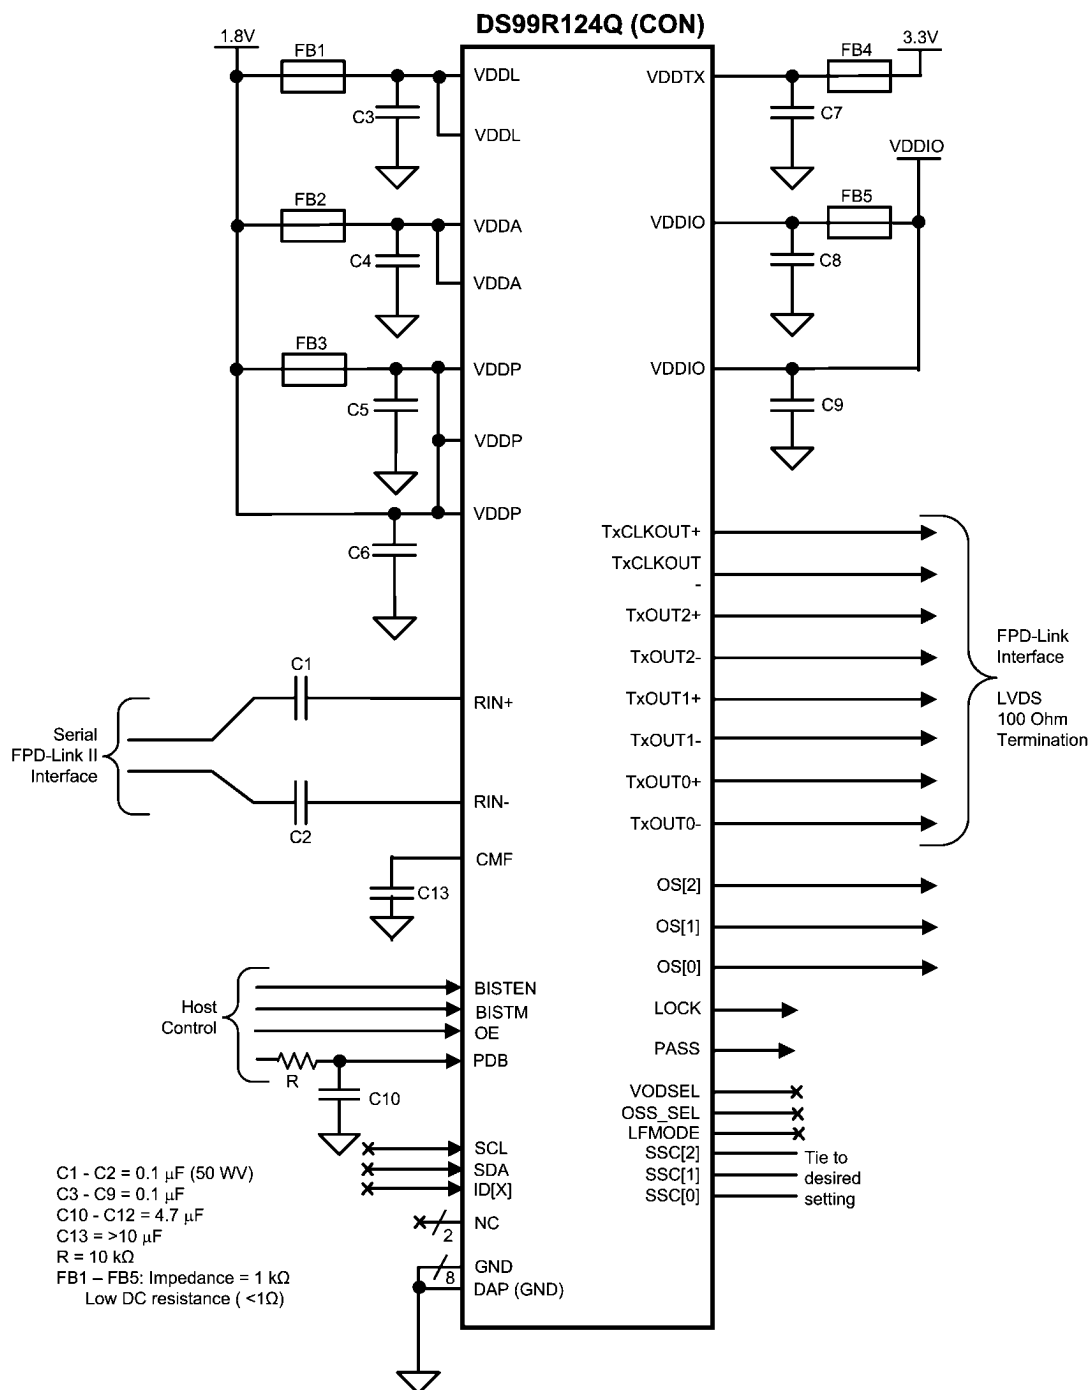 DS99R124Q (CON)
1.8V
FB1
C3
VDDL
VDDL
FB2
C4
VDDA
VDDA
FB3
C5
VDDP
VDDP
C6
VDDP
Serial
FPD-Link II
Interface
C1
RIN+
C2
RIN-
CMF
C13
Host
Control
BISTEN
BISTM
OE
PDB
R
C10
SCL
SDA
ID[X]
NC
2
GND
8
DAP (GND)
C1 - C2 = 0.1 μF (50 WV)
C3 - C9 = 0.1 μF
C10 - C12 = 4.7 μF
C13 = >10 μF
R = 10 kΩ
FB1 – FB5: Impedance = 1 kΩ
Low DC resistance ( <1Ω)
VDDTX
C7
FB4
3.3V
VDDIO
VDDIO
C8
FB5
VDDIO
C9
TxCLKOUT+
TxCLKOUT
-
TxOUT2+
TxOUT2-
TxOUT1+
TxOUT1-
TxOUT0+
TxOUT0-
FPD-Link
Interface
LVDS
100 Ohm
Termination
OS[2]
OS[1]
OS[0]
LOCK
PASS
VODSEL
OSS_SEL
LFMODE
SSC[2]
SSC[1]
SSC[0]
Tie to
desired
setting